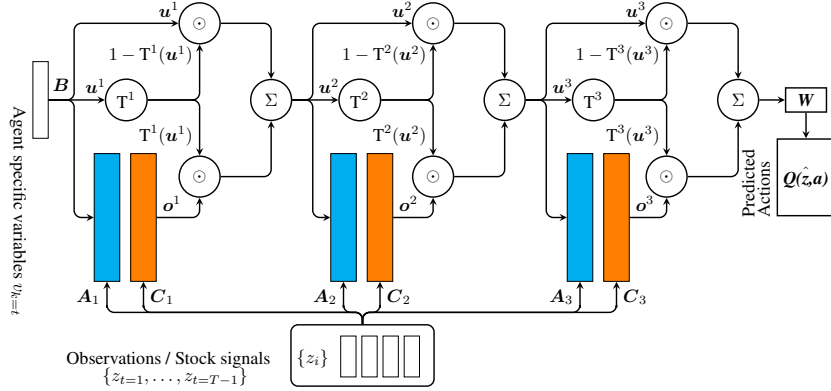 u¹ ⊙ u² ⊙ u³ ⊙
1 − T¹(u¹) 1 − T²(u²) 1 − T³(u³)
B u¹ T¹ Σ u² T² Σ u³ T³ Σ W
T¹(u¹) T²(u²) T³(u³)
⊙ ⊙ ⊙
o¹ o² o³
Predicted
Actions
Q(ẑ,a)
Agent specific variables v_{k=t}
A₁ C₁ A₂ C₂ A₃ C₃
{z_i}
Observations / Stock signals
{z_{t=1}, . . . , z_{t=T−1}}